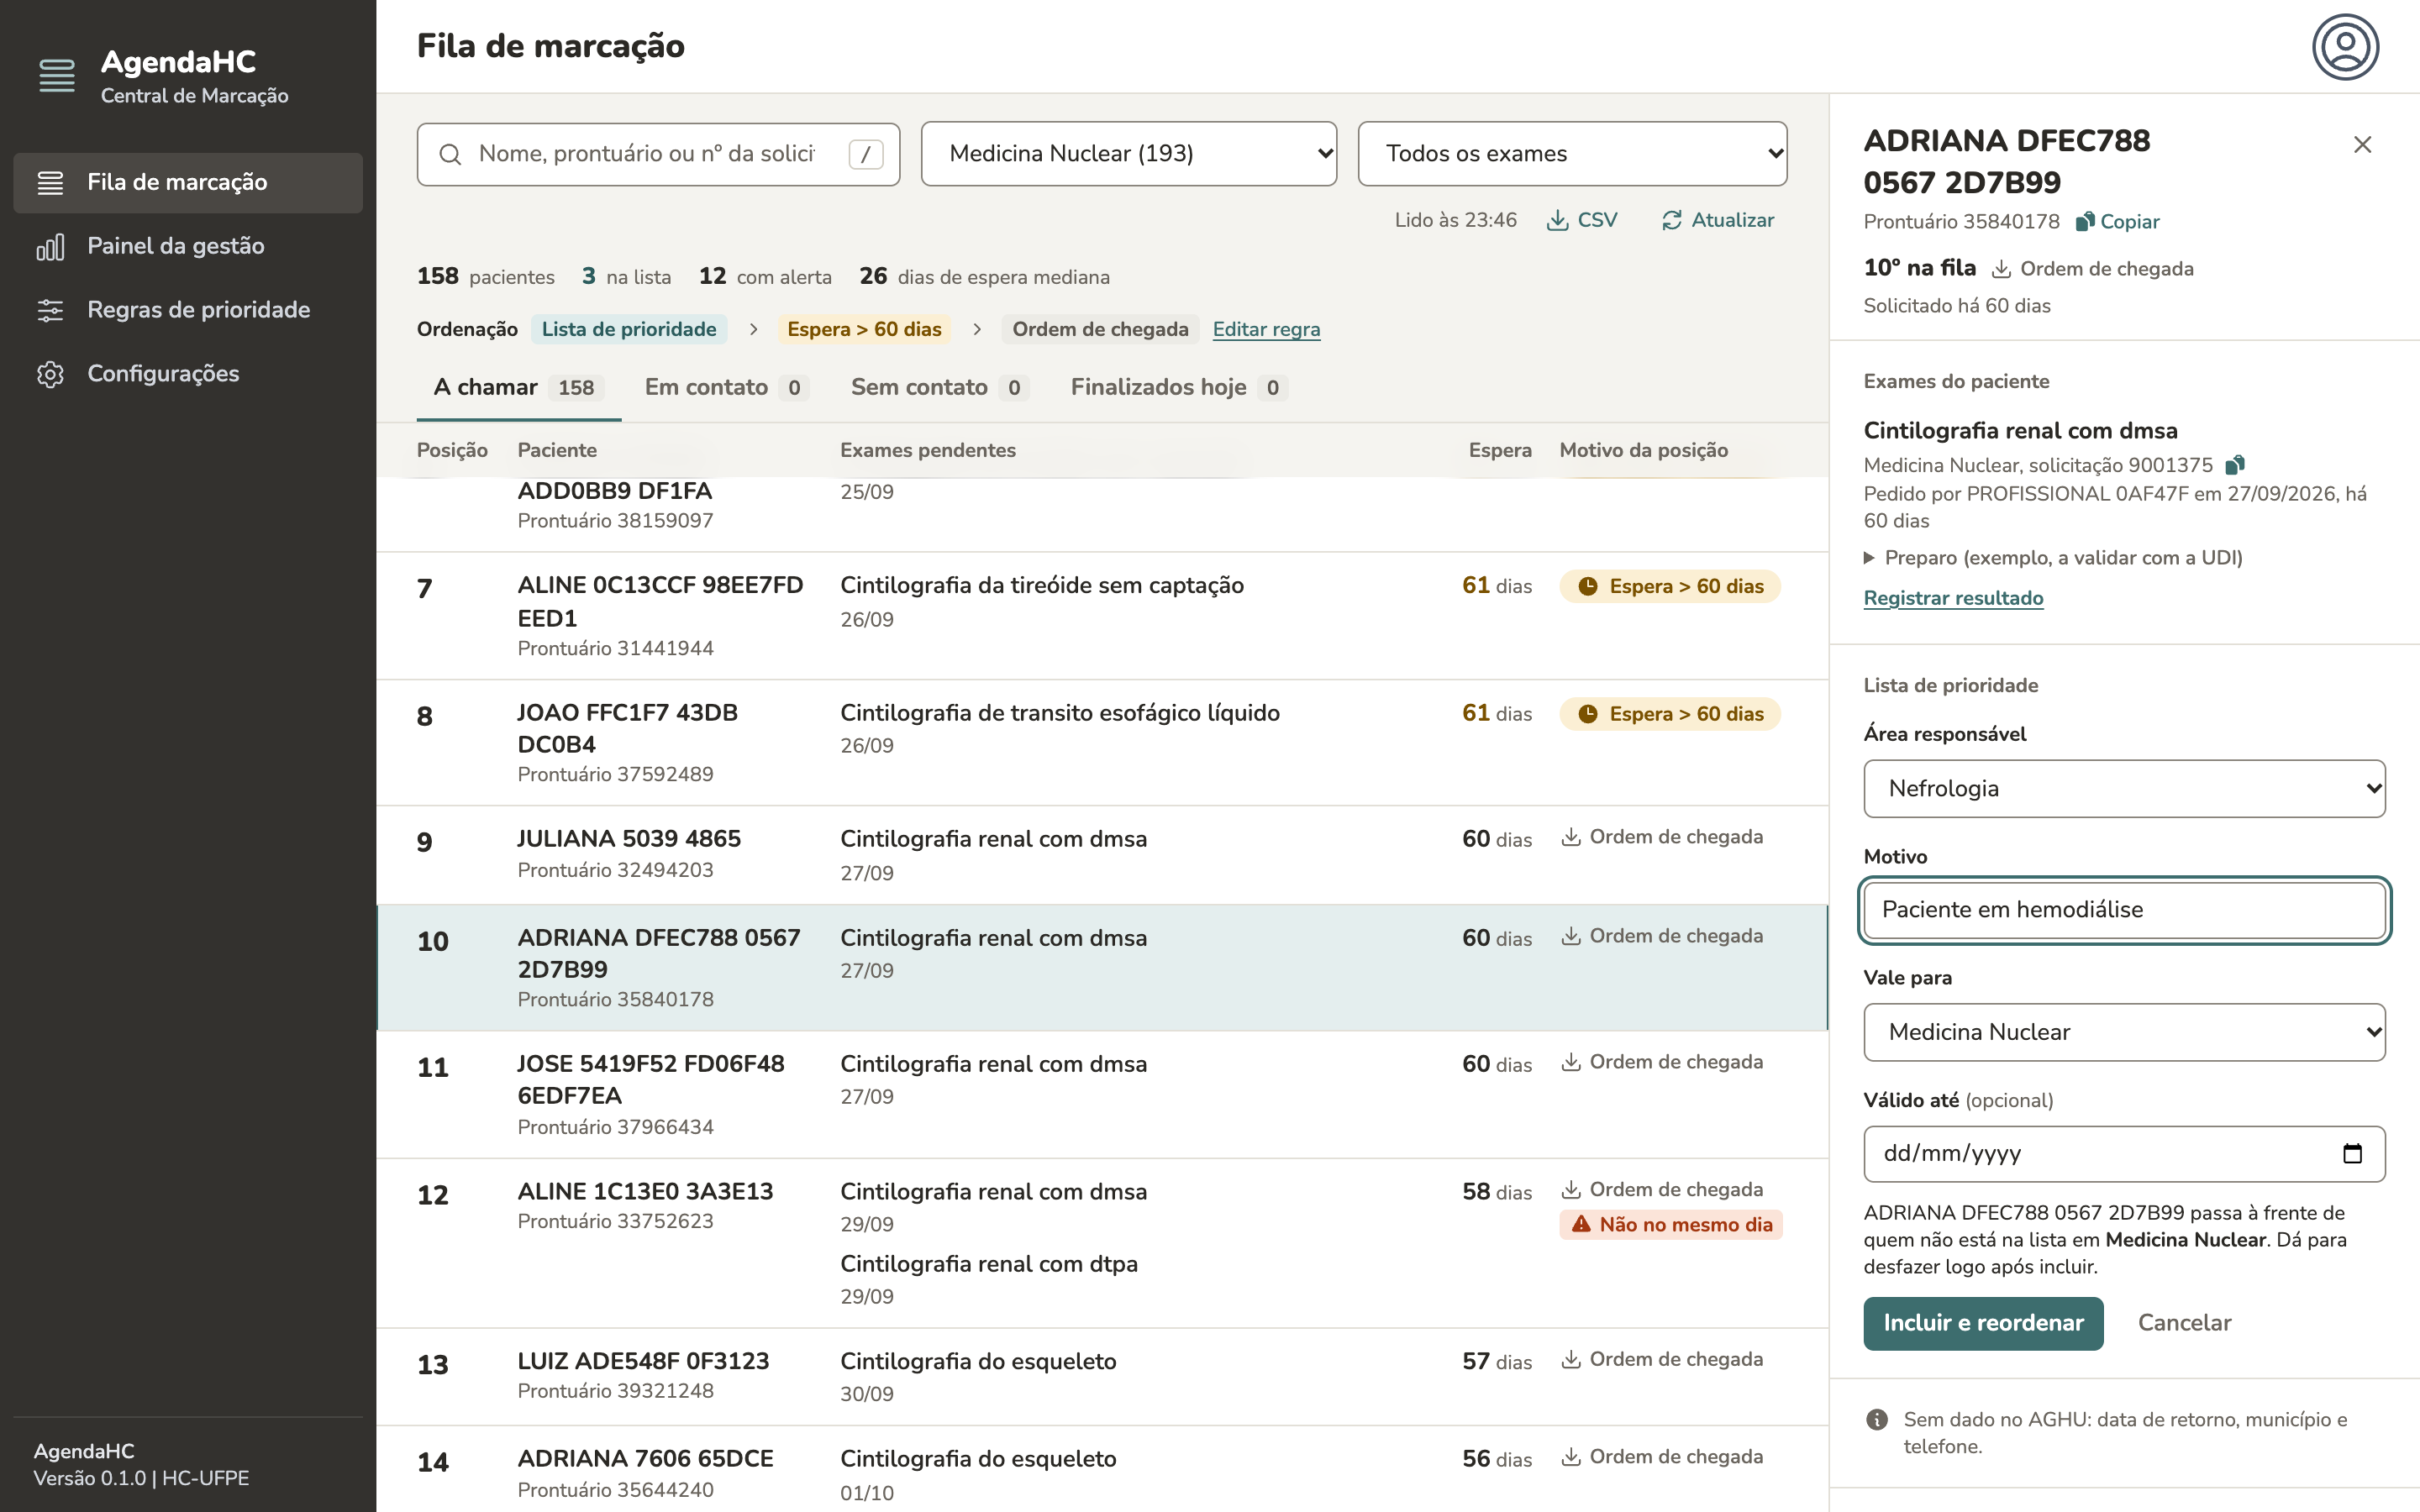 AgendaHC
Central de Marcação
Fila de marcação
Painel da gestão
Regras de prioridade
Configurações
AgendaHC
Versão 0.1.0 | HC-UFPE
Fila de marcação
Nome, prontuário ou nº da solici
/
Medicina Nuclear (193)
Todos os exames
Lido às 23:46
CSV
Atualizar
158 pacientes 3 na lista 12 com alerta 26 dias de espera mediana
Ordenação Lista de prioridade > Espera > 60 dias > Ordem de chegada Editar regra
A chamar 158 Em contato 0 Sem contato 0 Finalizados hoje 0
Posição Paciente Exames pendentes Espera Motivo da posição
ADD0BB9 DF1FA 25/09
Prontuário 38159097
7 ALINE 0C13CCF 98EE7FD Cintilografia da tireóide sem captação 61 dias Espera > 60 dias
EED1 26/09
Prontuário 31441944
8 JOAO FFC1F7 43DB Cintilografia de transito esofágico líquido 61 dias Espera > 60 dias
DC0B4 26/09
Prontuário 37592489
9 JULIANA 5039 4865 Cintilografia renal com dmsa 60 dias Ordem de chegada
Prontuário 32494203 27/09
10 ADRIANA DFEC788 0567 Cintilografia renal com dmsa 60 dias Ordem de chegada
2D7B99 27/09
Prontuário 35840178
11 JOSE 5419F52 FD06F48 Cintilografia renal com dmsa 60 dias Ordem de chegada
6EDF7EA 27/09
Prontuário 37966434
12 ALINE 1C13E0 3A3E13 Cintilografia renal com dmsa 58 dias Ordem de chegada
Prontuário 33752623 29/09 Não no mesmo dia
Cintilografia renal com dtpa
29/09
13 LUIZ ADE548F 0F3123 Cintilografia do esqueleto 57 dias Ordem de chegada
Prontuário 39321248 30/09
14 ADRIANA 7606 65DCE Cintilografia do esqueleto 56 dias Ordem de chegada
Prontuário 35644240 01/10
ADRIANA DFEC788
0567 2D7B99
Prontuário 35840178 Copiar
10º na fila Ordem de chegada
Solicitado há 60 dias
Exames do paciente
Cintilografia renal com dmsa
Medicina Nuclear, solicitação 9001375
Pedido por PROFISSIONAL 0AF47F em 27/09/2026, há
60 dias
Preparo (exemplo, a validar com a UDI)
Registrar resultado
Lista de prioridade
Área responsável
Nefrologia
Motivo
Paciente em hemodiálise
Vale para
Medicina Nuclear
Válido até (opcional)
dd/mm/yyyy
ADRIANA DFEC788 0567 2D7B99 passa à frente de
quem não está na lista em Medicina Nuclear. Dá para
desfazer logo após incluir.
Incluir e reordenar Cancelar
Sem dado no AGHU: data de retorno, município e
telefone.